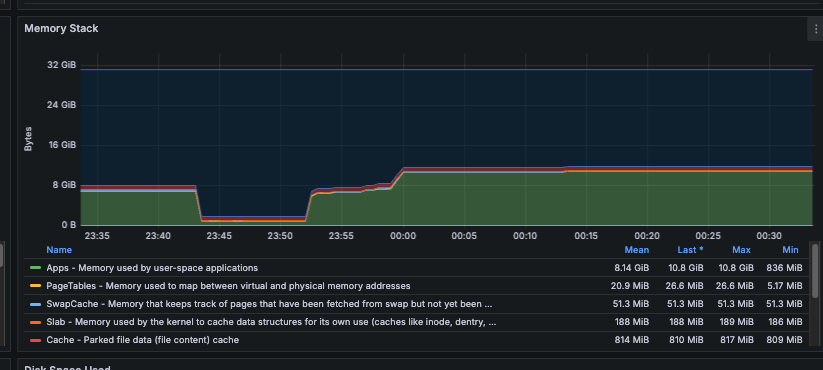 Memory Stack
32 GiB
24 GiB
16 GiB
8 GiB
0 B
Bytes
23:35 23:40 23:45 23:50 23:55 00:00 00:05 00:10 00:15 00:20 00:25 00:30
Name Mean Last * Max Min
Apps - Memory used by user-space applications 8.14 GiB 10.8 GiB 10.8 GiB 836 MiB
PageTables - Memory used to map between virtual and physical memory addresses 20.9 MiB 26.6 MiB 26.6 MiB 5.17 MiB
SwapCache - Memory that keeps track of pages that have been fetched from swap but not yet been ... 51.3 MiB 51.3 MiB 51.3 MiB 51.3 MiB
Slab - Memory used by the kernel to cache data structures for its own use (caches like inode, dentry, ... 188 MiB 188 MiB 189 MiB 186 MiB
Cache - Parked file data (file content) cache 814 MiB 810 MiB 817 MiB 809 MiB
Disk Space Used